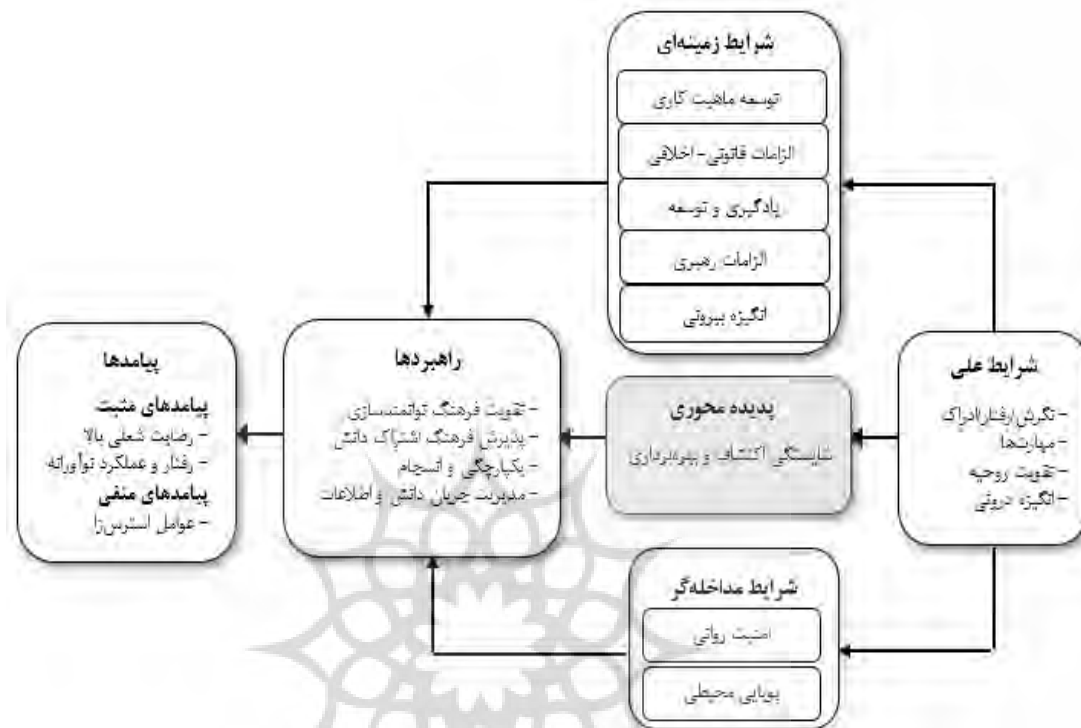 شرایط زمینه‌ای
توسعه ماهیت کاری
الزامات قانونی-اخلاقی
یادگیری و توسعه
الزامات رهبری
انگیزه بیرونی
شرایط علی
- نگرش/رفتار/ادراک
- مهارت‌ها
- تقویت روحیه
- انگیزه درونی
پدیده محوری
شایستگی اکتشاف و بهره‌برداری
شرایط مداخله‌گر
امنیت روانی
پویایی محیطی
راهبردها
- تقویت فرهنگ توانمندسازی
- پذیرش فرهنگ اشتراک دانش
- یکپارچگی و انسجام
- مدیریت جریان دانش و اطلاعات
پیامدها
پیامدهای مثبت
- رضایت شغلی بالا
- رفتار و عملکرد نوآورانه
پیامدهای منفی
- عوامل استرس‌زا